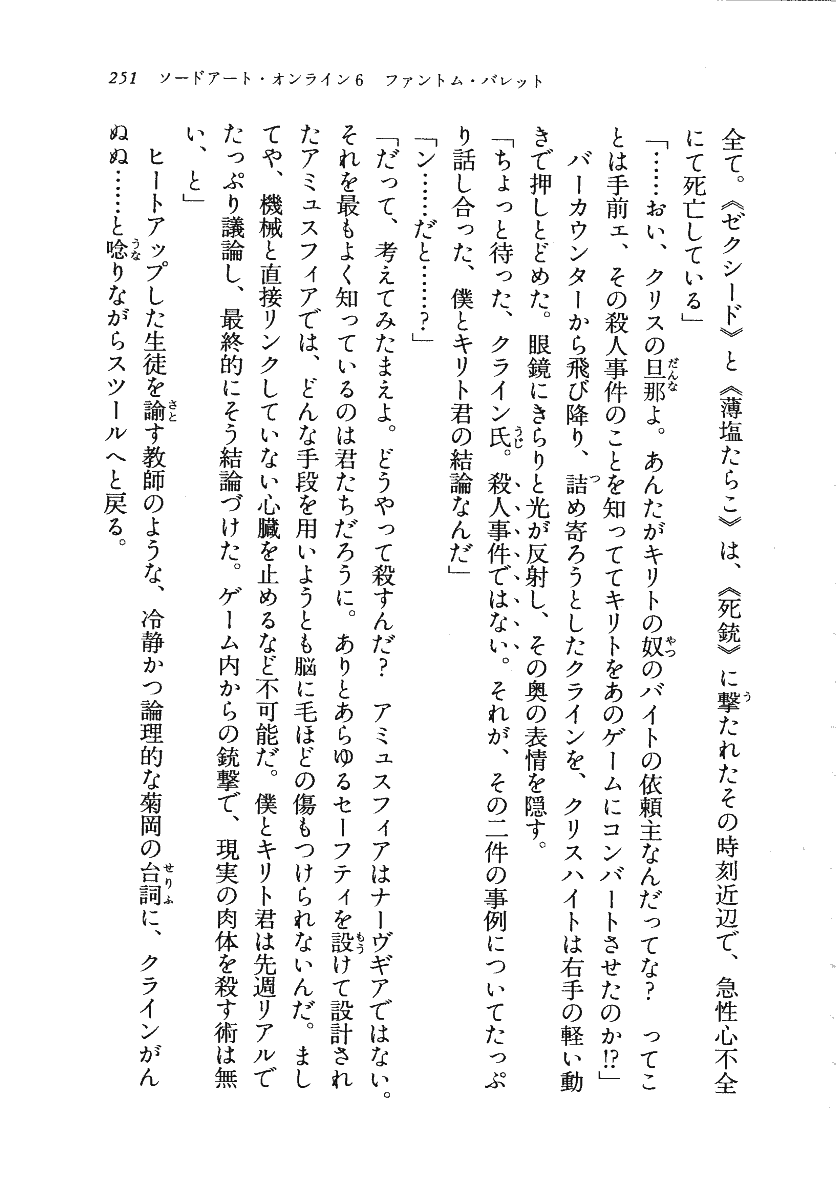 251 ソードアート・オンライン6 ファントム・バレット
全て。《ゼクシード》と《薄塩たらこ》は、《死銃》に撃たれたその時刻近辺で、急性心不全
にて死亡している」
「……おい、クリスの旦那よ。あんたがキリトの奴のバイトの依頼主なんだってな? ってこ
とは手前ェ、その殺人事件のことを知っててキリトをあのゲームにコンバートさせたのか!?」
バーカウンターから飛び降り、詰め寄ろうとしたクラインを、クリスハイトは右手の軽い動
きで押しとどめた。眼鏡にきらりと光が反射し、その奥の表情を隠す。
「ちょっと待った、クライン氏。殺人事件ではない。それが、その二件の事例についてたっぷ
り話し合った、僕とキリト君の結論なんだ」
「ン……だと……?」
「だって、考えてみたまえよ。どうやって殺すんだ? アミュスフィアはナーヴギアではない。
それを最もよく知っているのは君たちだろうに。ありとあらゆるセーフティを設けて設計され
たアミュスフィアでは、どんな手段を用いようとも脳に毛ほどの傷もつけられないんだ。まし
てや、機械と直接リンクしていない心臓を止めるなど不可能だ。僕とキリト君は先週リアルで
たっぷり議論し、最終的にそう結論づけた。ゲーム内からの銃撃で、現実の肉体を殺す術は無
い、と」
ヒートアップした生徒を諭す教師のような、冷静かつ論理的な菊岡の台詞に、クラインがん
ぬぬ……と唸りながらスツールへと戻る。